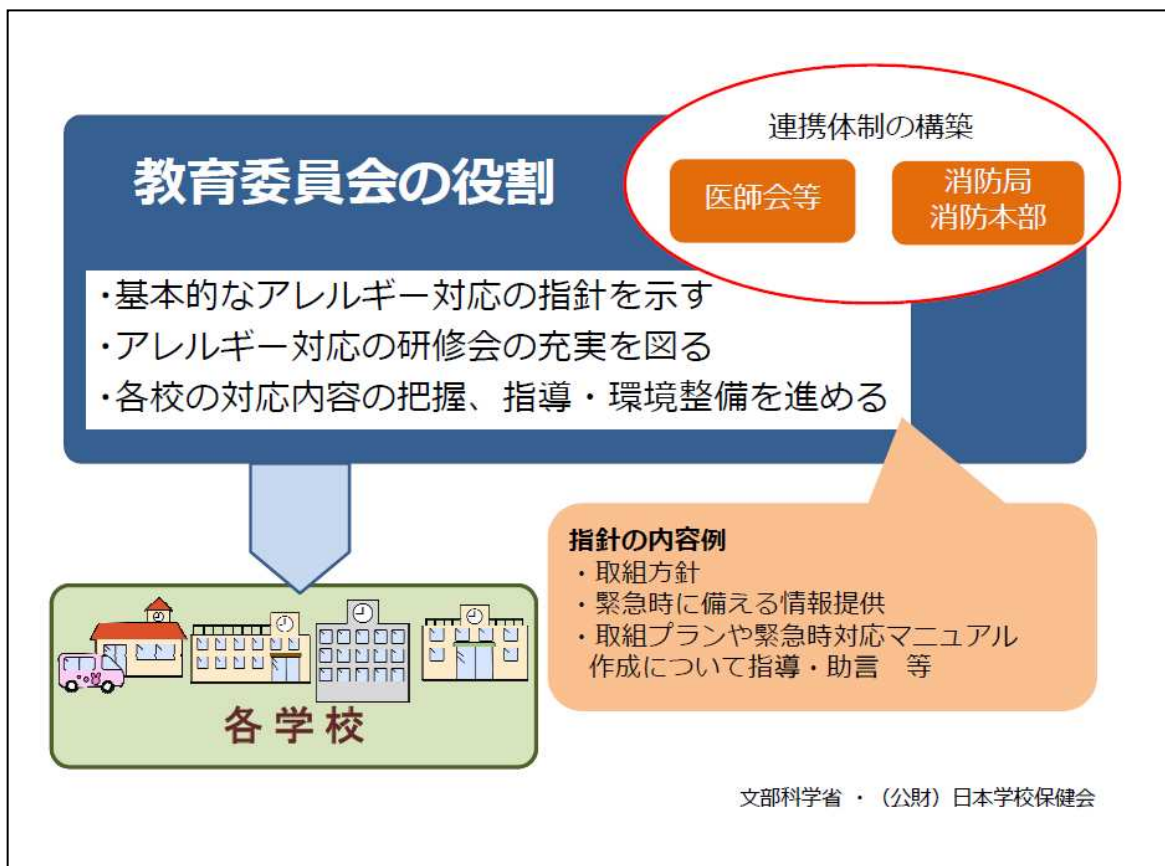 連携体制の構築
教育委員会の役割
医師会等
消防局
消防本部
・基本的なアレルギー対応の指針を示す
・アレルギー対応の研修会の充実を図る
・各校の対応内容の把握、指導・環境整備を進める
指針の内容例
・取組方針
・緊急時に備える情報提供
・取組プランや緊急時対応マニュアル
作成について指導・助言　等
各学校
文部科学省 ・（公財）日本学校保健会